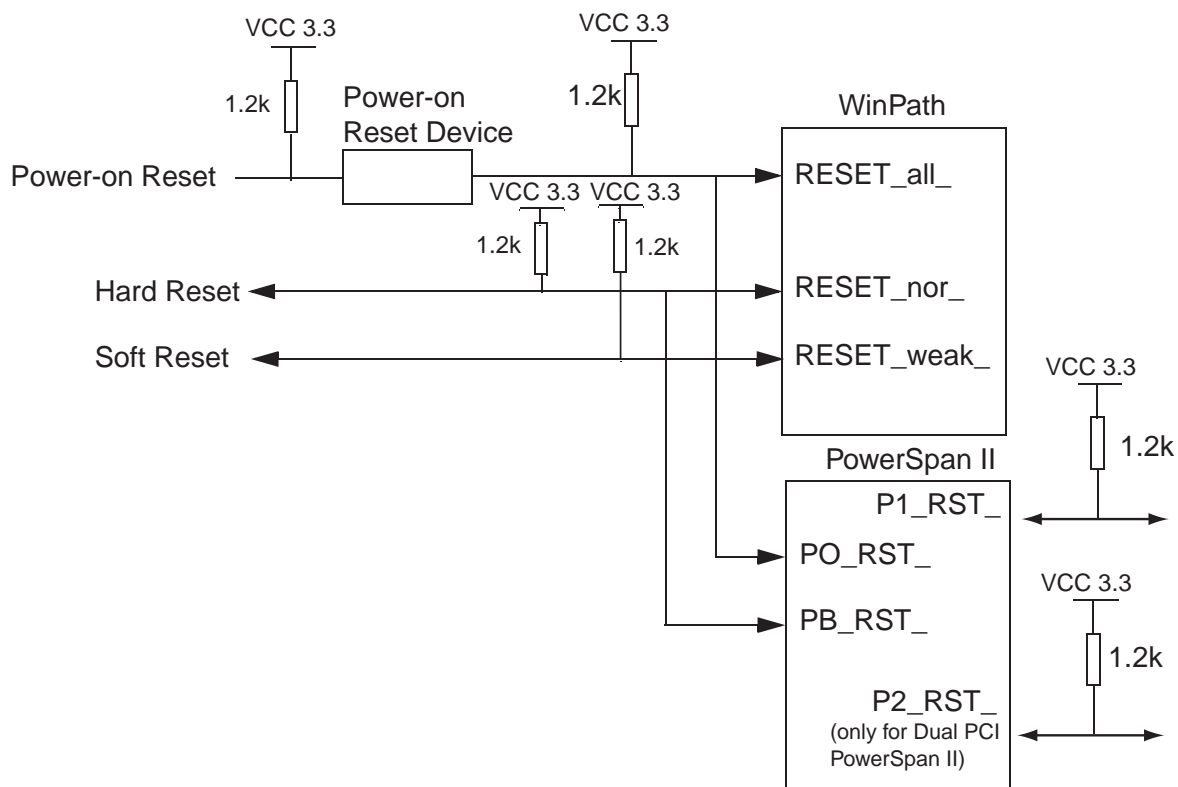 VCC 3.3
VCC 3.3
1.2k
Power-on
Reset Device
1.2k
WinPath
Power-on Reset
RESET_all_
VCC 3.3
VCC 3.3
1.2k
1.2k
Hard Reset
RESET_nor_
Soft Reset
RESET_weak_
VCC 3.3
1.2k
PowerSpan II
P1_RST_
PO_RST_
VCC 3.3
PB_RST_
1.2k
P2_RST_
(only for Dual PCI
PowerSpan II)